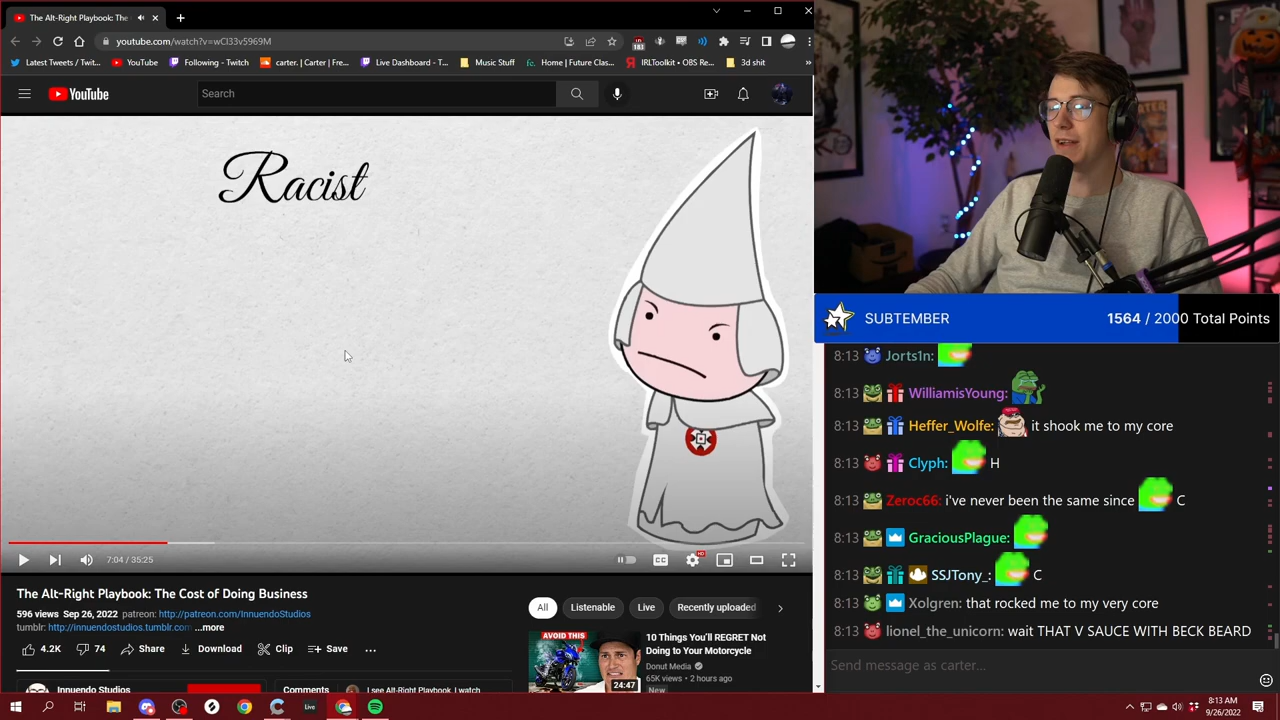 The Alt-Right Playbook: The
youtube.com/watch?v=wCl33v5969M
183
Latest Tweets / Twit...
YouTube
Following - Twitch
carter. | Carter | Fre...
Live Dashboard - T...
Music Stuff
Home | Future Clas...
IRLToolkit • OBS Re...
3d shit
YouTube
Search
Racist
SUBTEMBER
1564 / 2000 Total Points
8:13 Jorts1n:
8:13 WilliamisYoung:
8:13 Heffer_Wolfe: it shook me to my core
8:13 Clyph: H
8:13 Zeroc66: i've never been the same since C
8:13 GraciousPlague:
8:13 SSJTony_: C
8:13 Xolgren: that rocked me to my very core
8:13 lionel_the_unicorn: wait THAT V SAUCE WITH BECK BEARD
Send message as carter...
7:04 / 35:25
CC
HD
The Alt-Right Playbook: The Cost of Doing Business
596 views Sep 26, 2022 patreon: http://patreon.com/InnuendoStudios
tumblr: http://innuendostudios.tumblr.com ...more
4.2K
74
Share
Download
Clip
Save
Innuendo Studios
Comments
I see Alt-Right Playbook, I watch
All
Listenable
Live
Recently uploaded
AVOID THIS
24:47
10 Things You'll REGRET Not
Doing to Your Motorcycle
Donut Media
65K views • 2 hours ago
New
Live
8:13 AM
9/26/2022